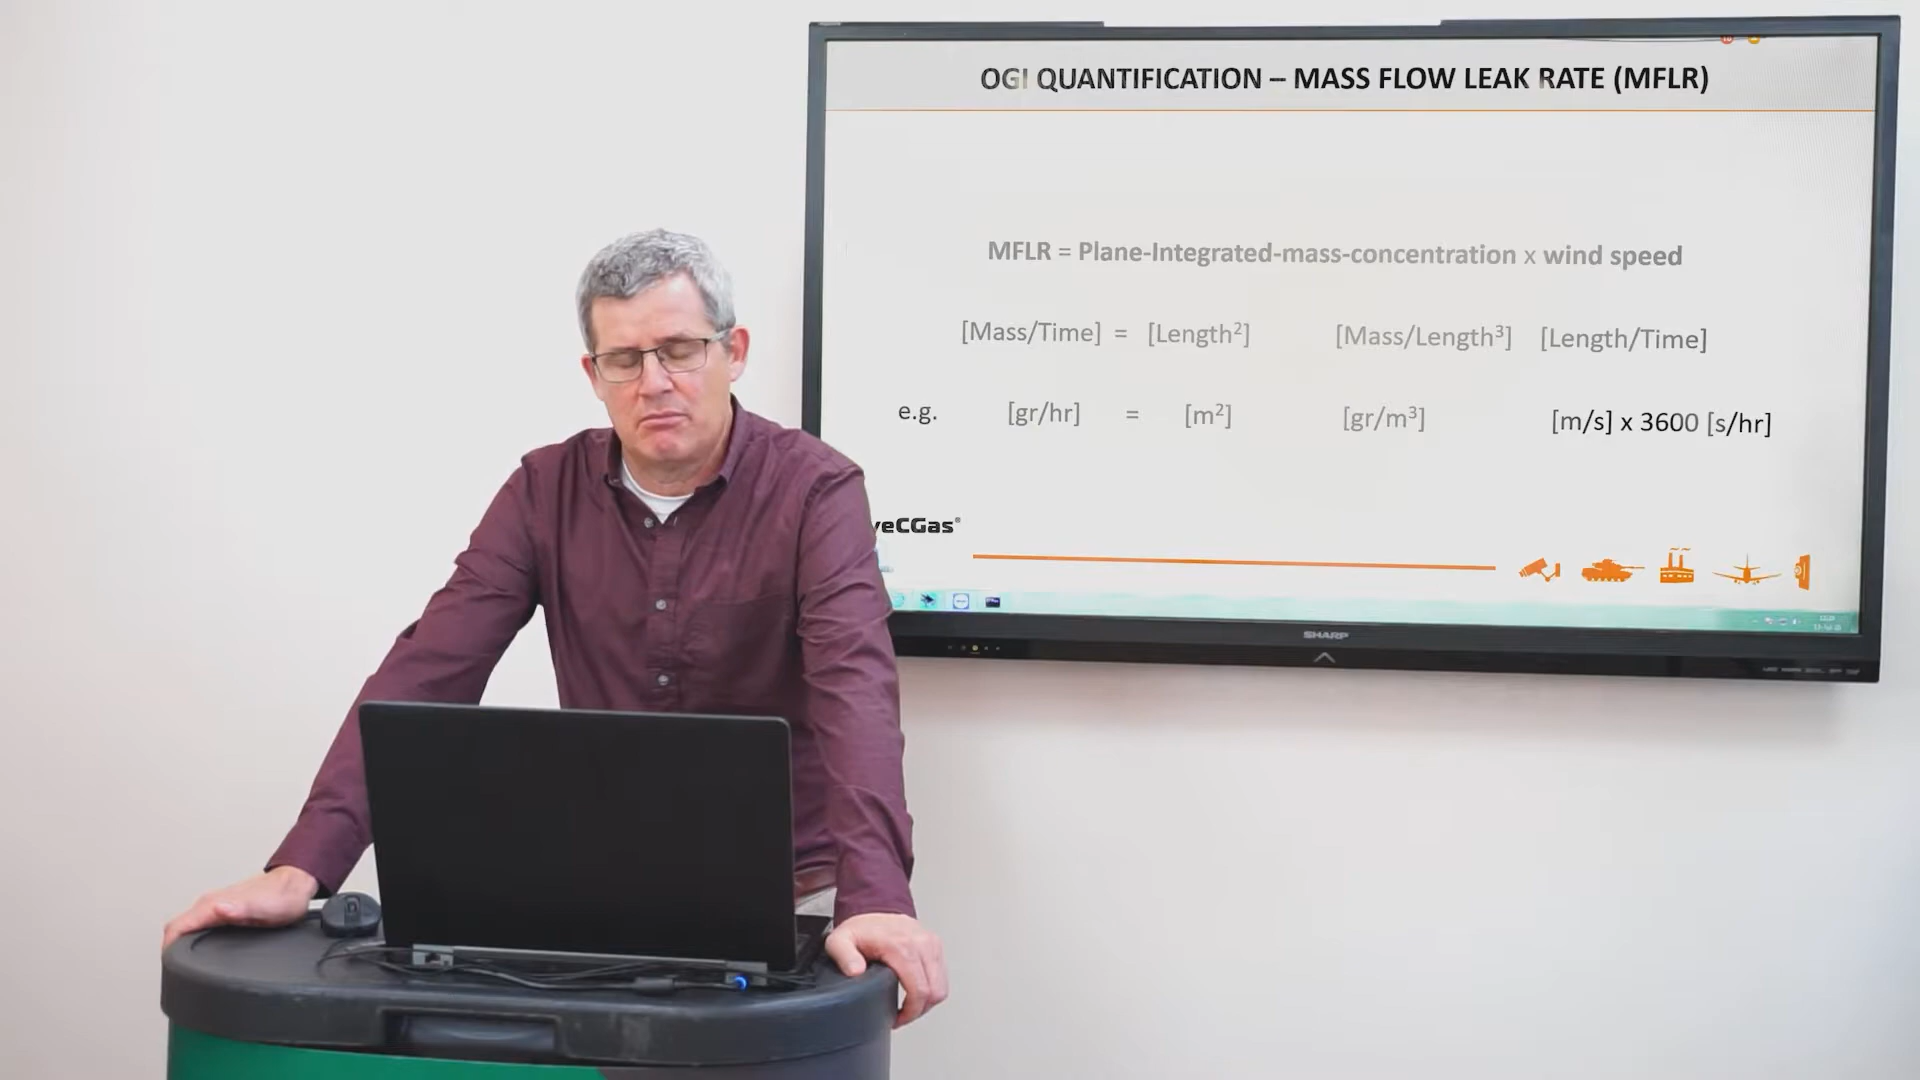 OGI QUANTIFICATION – MASS FLOW LEAK RATE (MFLR)
MFLR = Plane-Integrated-mass-concentration x wind speed
[Mass/Time] = [Length²] [Mass/Length³] [Length/Time]
e.g. [gr/hr] = [m²] [gr/m³] [m/s] x 3600 [s/hr]
eCGas®
SHARP